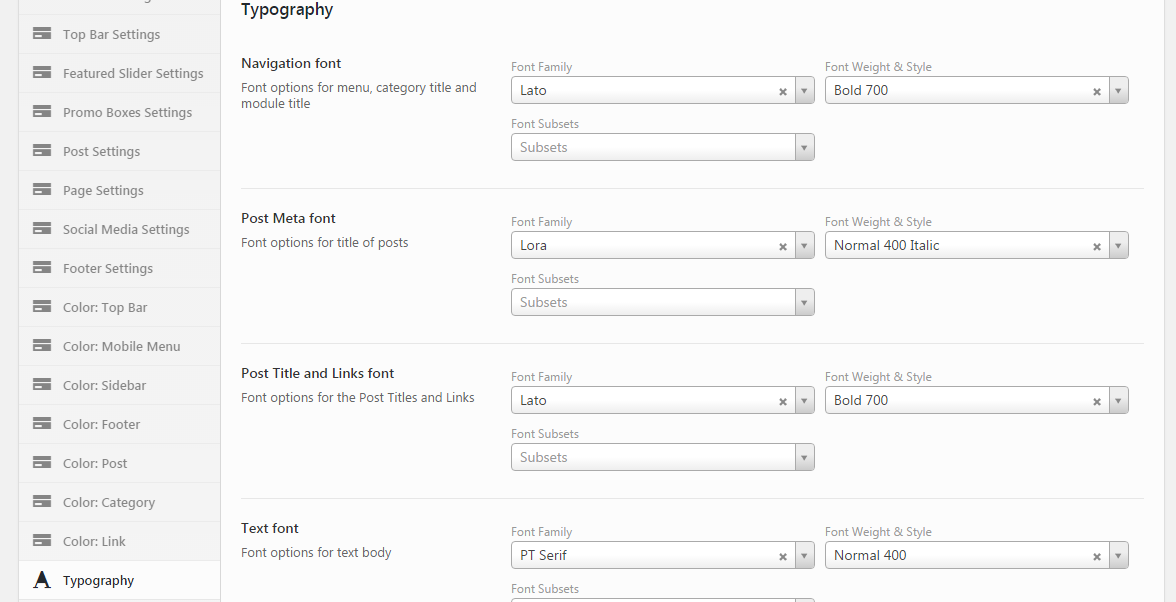 Typography
Top Bar Settings
Featured Slider Settings
Promo Boxes Settings
Post Settings
Page Settings
Social Media Settings
Footer Settings
Color: Top Bar
Color: Mobile Menu
Color: Sidebar
Color: Footer
Color: Post
Color: Category
Color: Link
Typography
Navigation font
Font options for menu, category title and
module title
Font Family
Lato
Font Weight & Style
Bold 700
Font Subsets
Subsets
Post Meta font
Font options for title of posts
Font Family
Lora
Font Weight & Style
Normal 400 Italic
Font Subsets
Subsets
Post Title and Links font
Font options for the Post Titles and Links
Font Family
Lato
Font Weight & Style
Bold 700
Font Subsets
Subsets
Text font
Font options for text body
Font Family
PT Serif
Font Weight & Style
Normal 400
Font Subsets